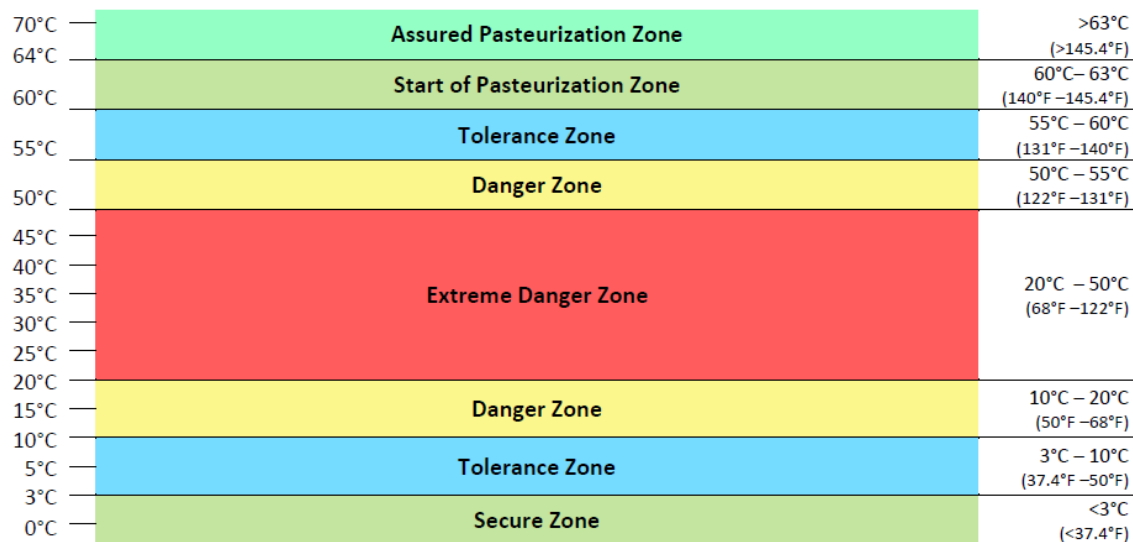 70°C
Assured Pasteurization Zone
>63°C
(>145.4°F)
64°C
Start of Pasteurization Zone
60°C– 63°C
(140°F –145.4°F)
60°C
Tolerance Zone
55°C – 60°C
(131°F –140°F)
55°C
Danger Zone
50°C – 55°C
(122°F –131°F)
50°C
45°C
40°C
35°C
Extreme Danger Zone
20°C – 50°C
(68°F –122°F)
30°C
25°C
20°C
15°C
Danger Zone
10°C – 20°C
(50°F –68°F)
10°C
5°C
Tolerance Zone
3°C – 10°C
(37.4°F –50°F)
3°C
0°C
Secure Zone
<3°C
(<37.4°F)